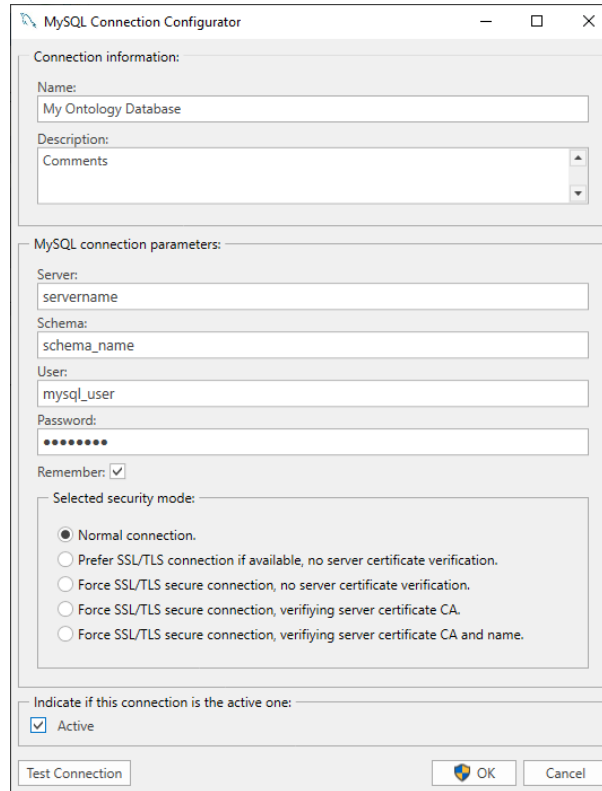 MySQL Connection Configurator
Connection information:
Name:
My Ontology Database
Description:
Comments
MySQL connection parameters:
Server:
servername
Schema:
schema_name
User:
mysql_user
Password:
●●●●●●●●
Remember:
Selected security mode:
Normal connection.
Prefer SSL/TLS connection if available, no server certificate verification.
Force SSL/TLS secure connection, no server certificate verification.
Force SSL/TLS secure connection, verifiying server certificate CA.
Force SSL/TLS secure connection, verifiying server certificate CA and name.
Indicate if this connection is the active one:
Active
Test Connection OK Cancel